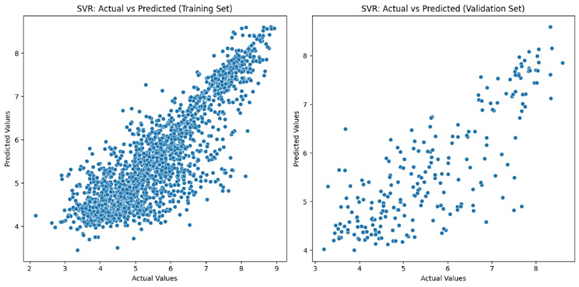 SVR: Actual vs Predicted (Training Set)
Predicted Values
8
7
6
5
4
2 3 4 5 6 7 8 9
Actual Values
SVR: Actual vs Predicted (Validation Set)
Predicted Values
8
7
6
5
4
3 4 5 6 7 8
Actual Values